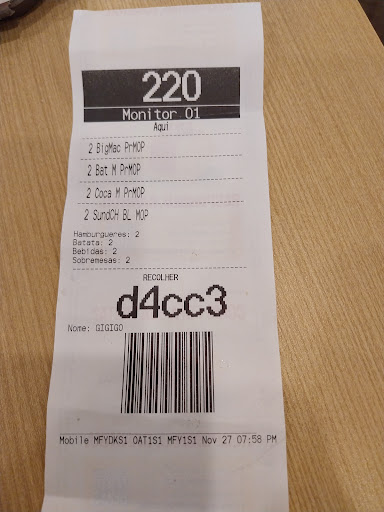 220
Monitor 01
Aqui
2 BigMac PrMOP
2 Bat M PrMOP
2 Coca M PrMOP
2 SundCH BL MOP
Hamburgueres: 2
Batata: 2
Bebidas: 2
Sobremesas: 2
RECOLHER
d4cc3
Nome: GIGIGO
Mobile MFYDKS1 OAT1S1 MFY1S1 Nov 27 07:58 PM